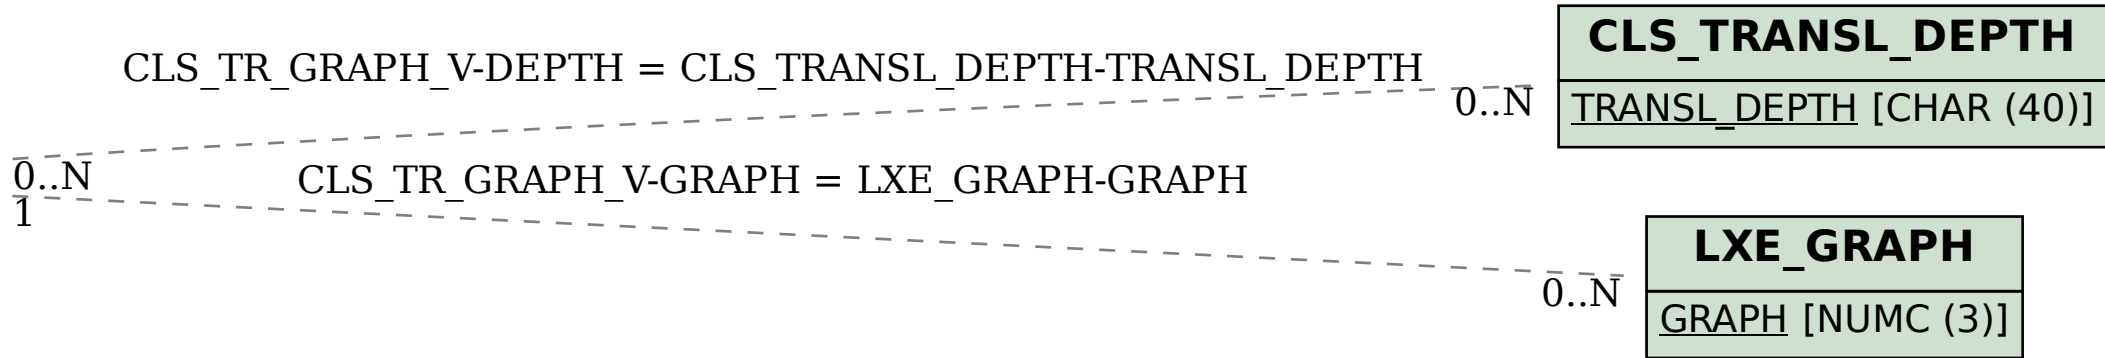 CLS_TRANSL_DEPTH
CLS_TR_GRAPH_V-DEPTH = CLS_TRANSL_DEPTH-TRANSL_DEPTH
0..N
TRANSL_DEPTH [CHAR (40)]
0..N
CLS_TR_GRAPH_V-GRAPH = LXE_GRAPH-GRAPH
1
LXE_GRAPH
0..N
GRAPH [NUMC (3)]